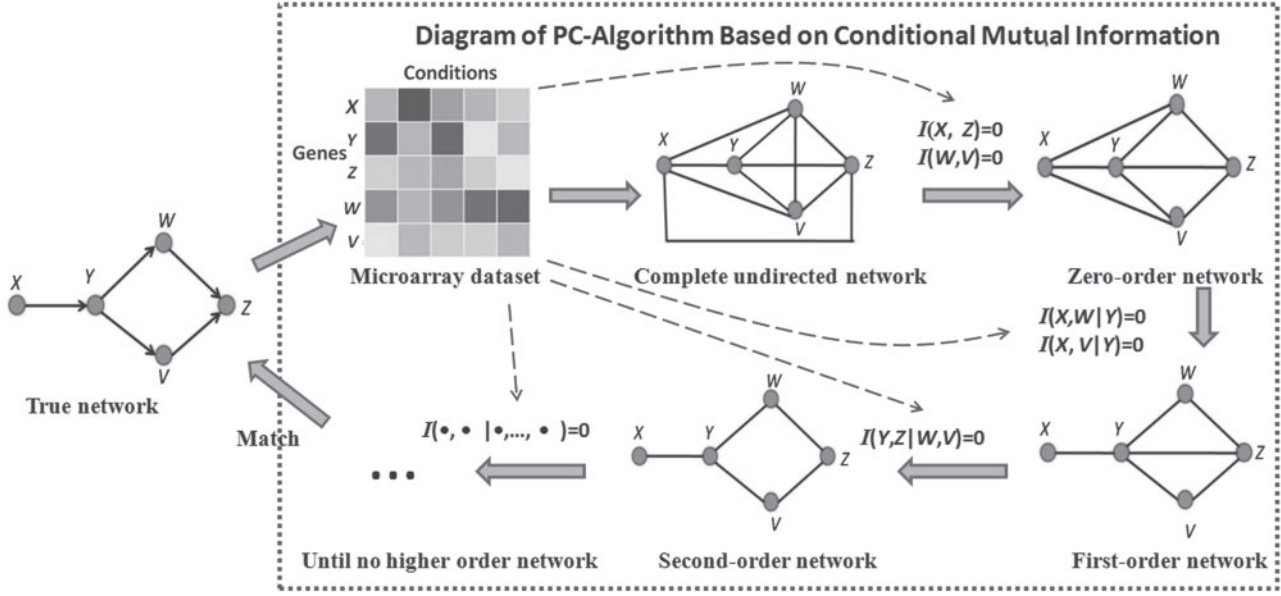 Diagram of PC-Algorithm Based on Conditional Mutual Information
Conditions
Genes
X
Y
Z
W
V
Microarray dataset
X
Y
W
V
Z
True network
X
Y
W
V
Z
Complete undirected network
I(X, Z)=0
I(W,V)=0
X
Y
W
V
Z
Zero-order network
I(X,W|Y)=0
I(X, V|Y)=0
X
Y
W
V
Z
First-order network
I(Y,Z|W,V)=0
X
Y
W
V
Z
Second-order network
I(•, • |•,..., • )=0
...
Until no higher order network
Match